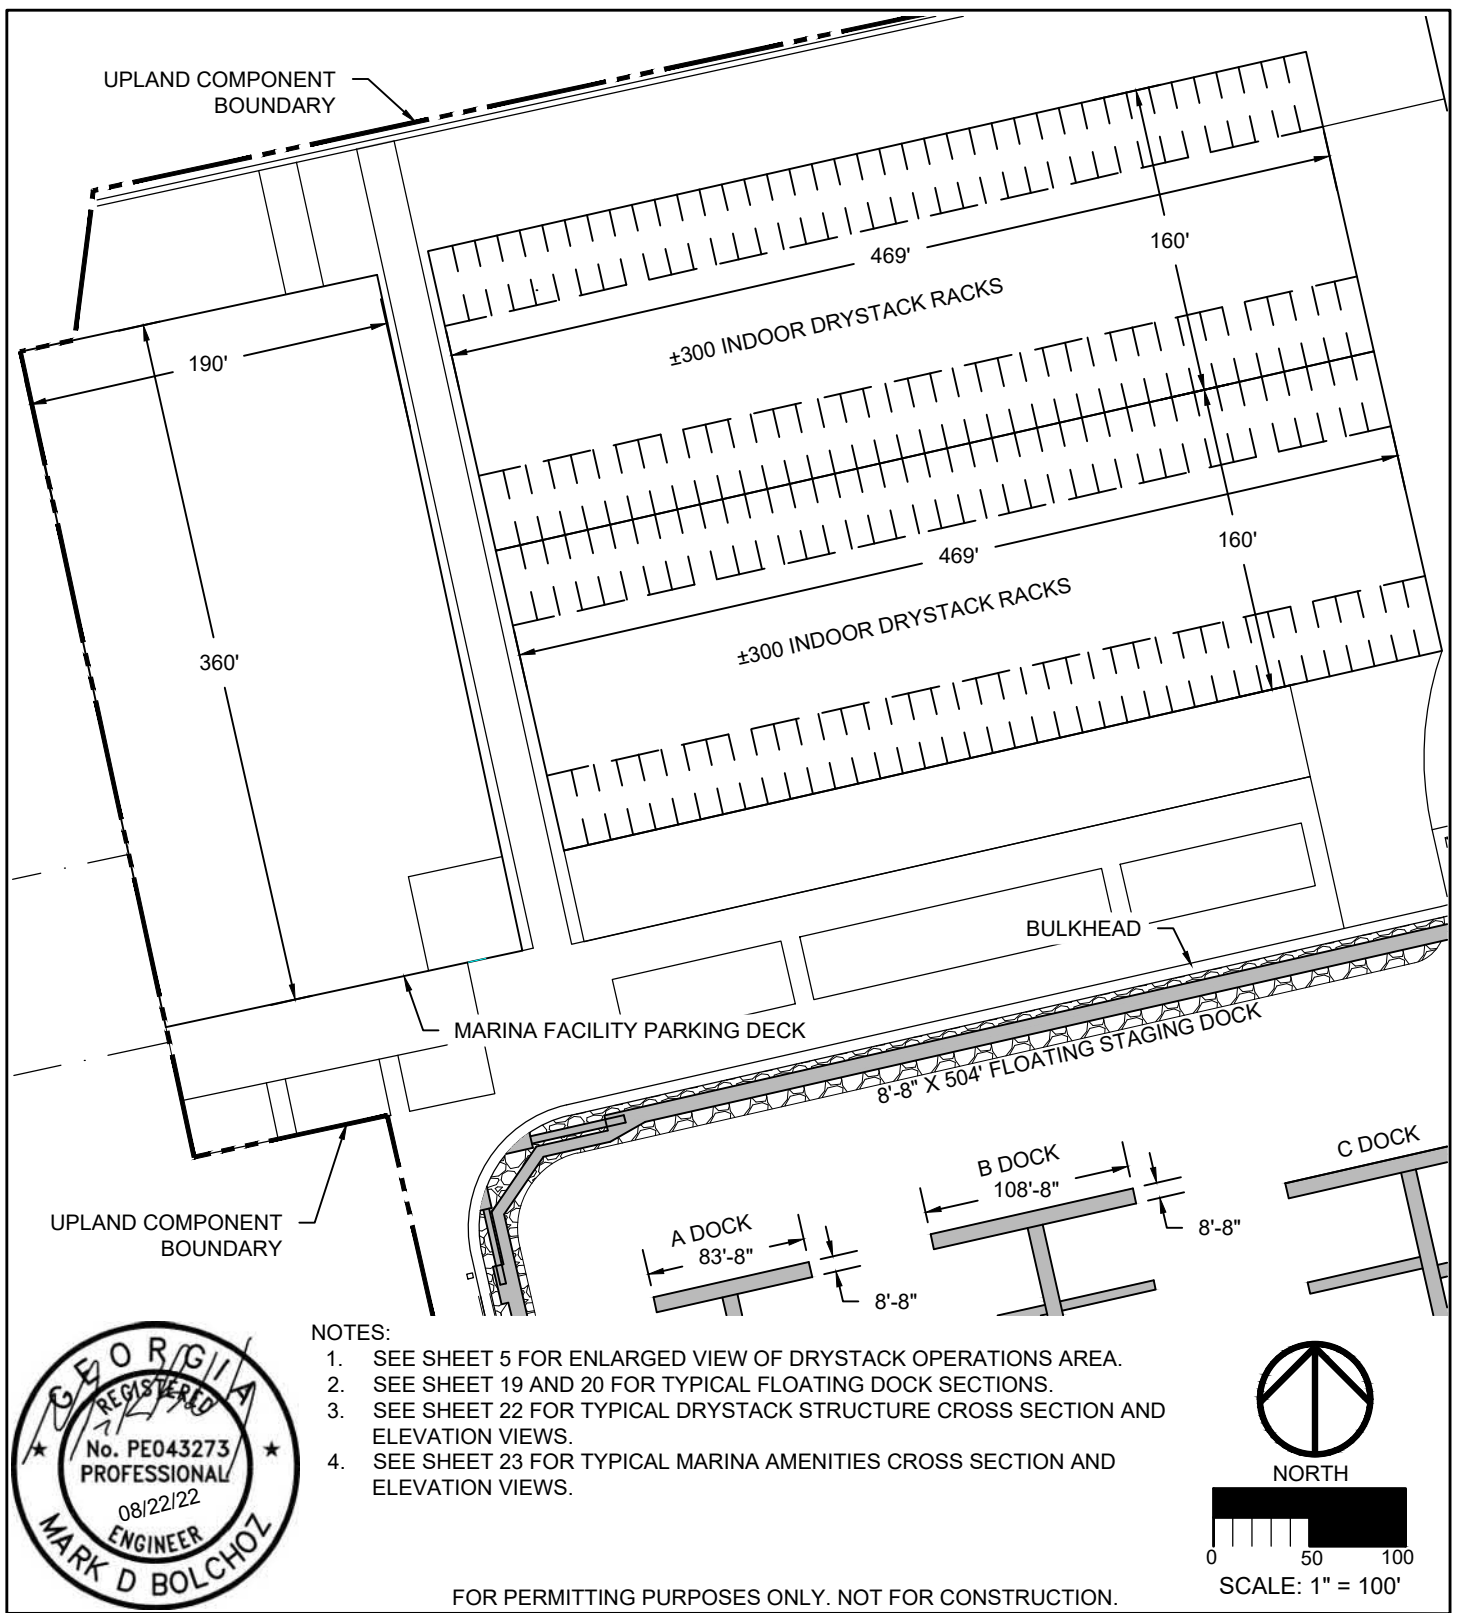 UPLAND COMPONENT
BOUNDARY
469'
160'
±300 INDOOR DRYSTACK RACKS
190'
360'
469'
160'
±300 INDOOR DRYSTACK RACKS
BULKHEAD
MARINA FACILITY PARKING DECK
8'-8" X 504' FLOATING STAGING DOCK
UPLAND COMPONENT
BOUNDARY
A DOCK
83'-8"
8'-8"
B DOCK
108'-8"
8'-8"
C DOCK
NOTES:
1. SEE SHEET 5 FOR ENLARGED VIEW OF DRYSTACK OPERATIONS AREA.
2. SEE SHEET 19 AND 20 FOR TYPICAL FLOATING DOCK SECTIONS.
3. SEE SHEET 22 FOR TYPICAL DRYSTACK STRUCTURE CROSS SECTION AND
ELEVATION VIEWS.
4. SEE SHEET 23 FOR TYPICAL MARINA AMENITIES CROSS SECTION AND
ELEVATION VIEWS.
GEORGIA
REGISTERED
No. PE043273
PROFESSIONAL
08/22/22
ENGINEER
MARK D BOLCHOZ
NORTH
0 50 100
SCALE: 1" = 100'
FOR PERMITTING PURPOSES ONLY. NOT FOR CONSTRUCTION.